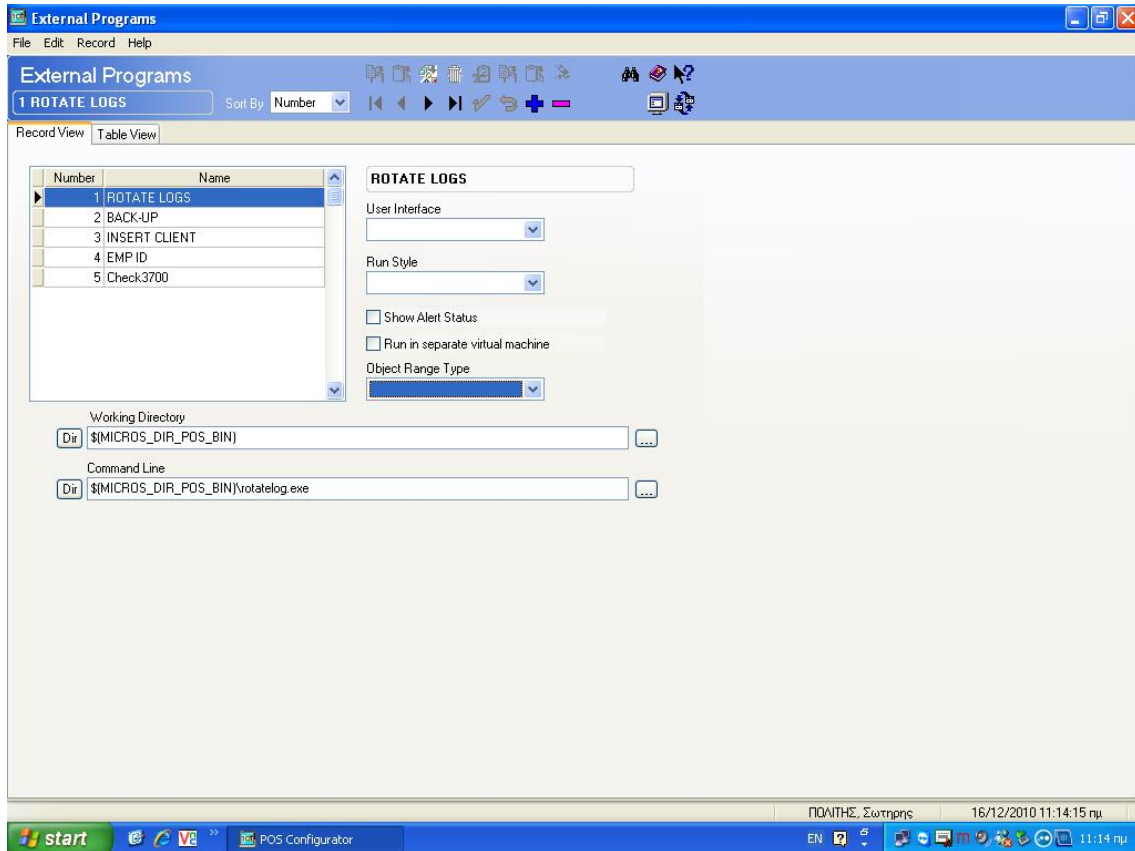 External Programs
File Edit Record Help
External Programs
1 ROTATE LOGS Sort By Number
Record View Table View
Number Name
1 ROTATE LOGS
2 BACK-UP
3 INSERT CLIENT
4 EMP ID
5 Check3700
ROTATE LOGS
User Interface
Run Style
Show Alert Status
Run in separate virtual machine
Object Range Type
Working Directory
Dir $(MICROS_DIR_POS_BIN) ...
Command Line
Dir $(MICROS_DIR_POS_BIN)\rotatelog.exe ...
ΠΟΛΙΤΗΣ, Σωτηρης 16/12/2010 11:14:15 πμ
start POS Configurator EN 11:14 πμ